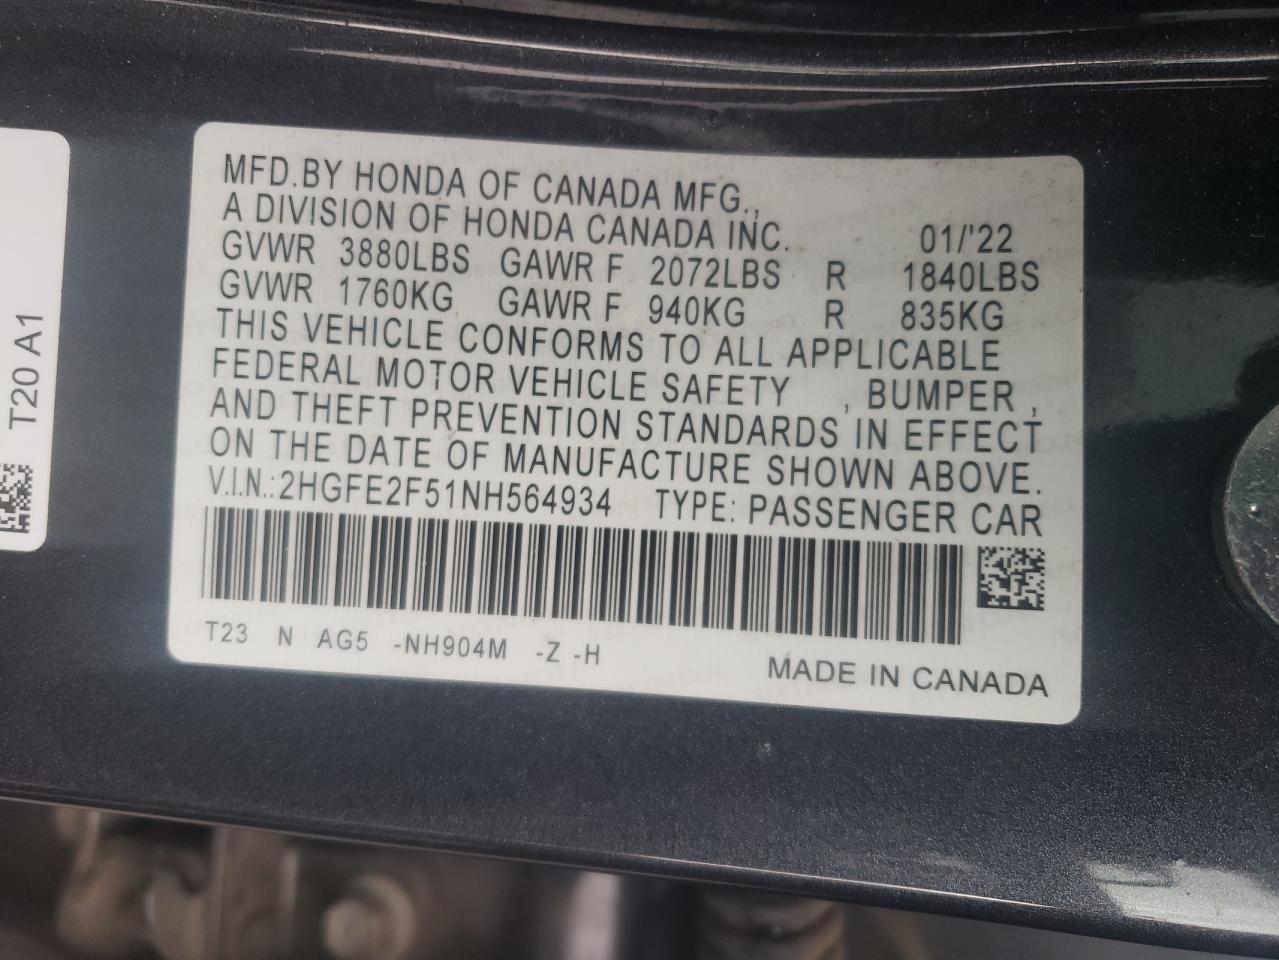 MFD.BY HONDA OF CANADA MFG.,
A DIVISION OF HONDA CANADA INC. 01/'22
GVWR 3880LBS GAWR F 2072LBS R 1840LBS
GVWR 1760KG GAWR F 940KG R 835KG
THIS VEHICLE CONFORMS TO ALL APPLICABLE
FEDERAL MOTOR VEHICLE SAFETY , BUMPER ,
AND THEFT PREVENTION STANDARDS IN EFFECT
ON THE DATE OF MANUFACTURE SHOWN ABOVE.
V.I.N.:2HGFE2F51NH564934 TYPE: PASSENGER CAR
T23 N AG5 -NH904M -Z -H
MADE IN CANADA
T20 A1